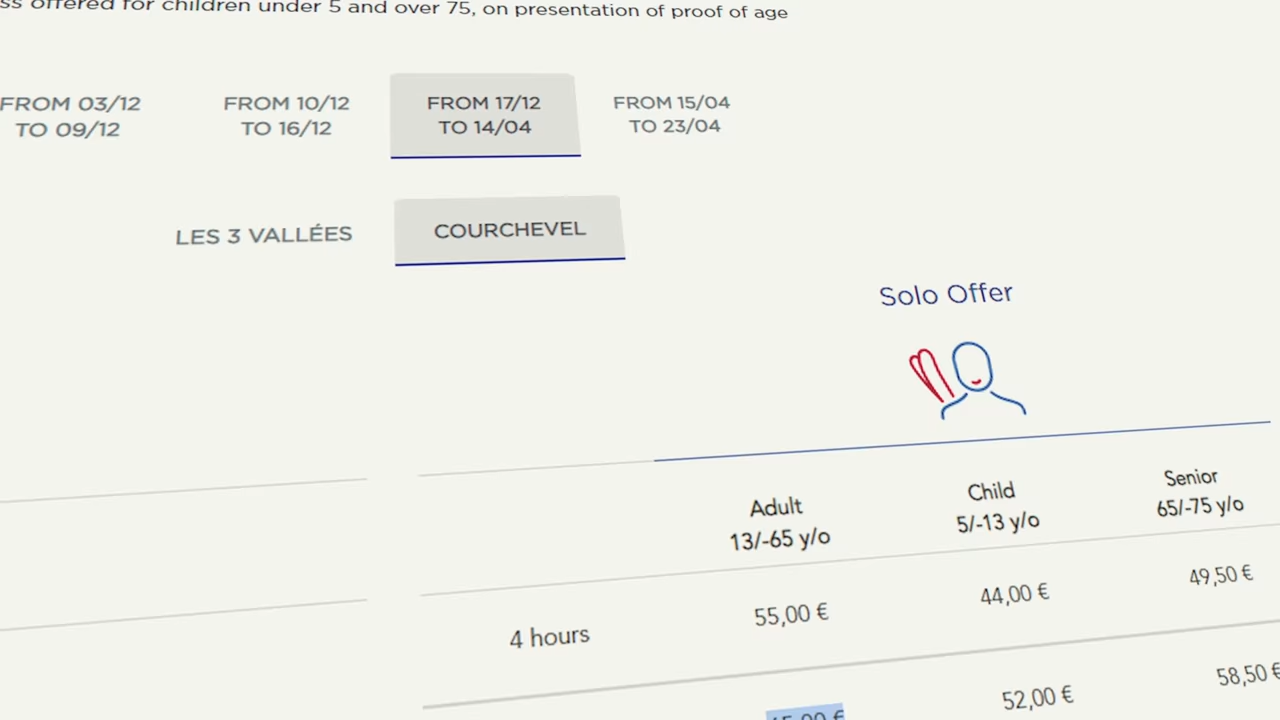 offered for children under 5 and over 75, on presentation of proof of age
FROM 03/12
TO 09/12
FROM 10/12
TO 16/12
FROM 17/12
TO 14/04
FROM 15/04
TO 23/04
LES 3 VALLÉES
COURCHEVEL
Solo Offer
Adult
13/-65 y/o
Child
5/-13 y/o
Senior
65/-75 y/o
4 hours
55,00 €
44,00 €
49,50 €
52,00 €
58,50 €